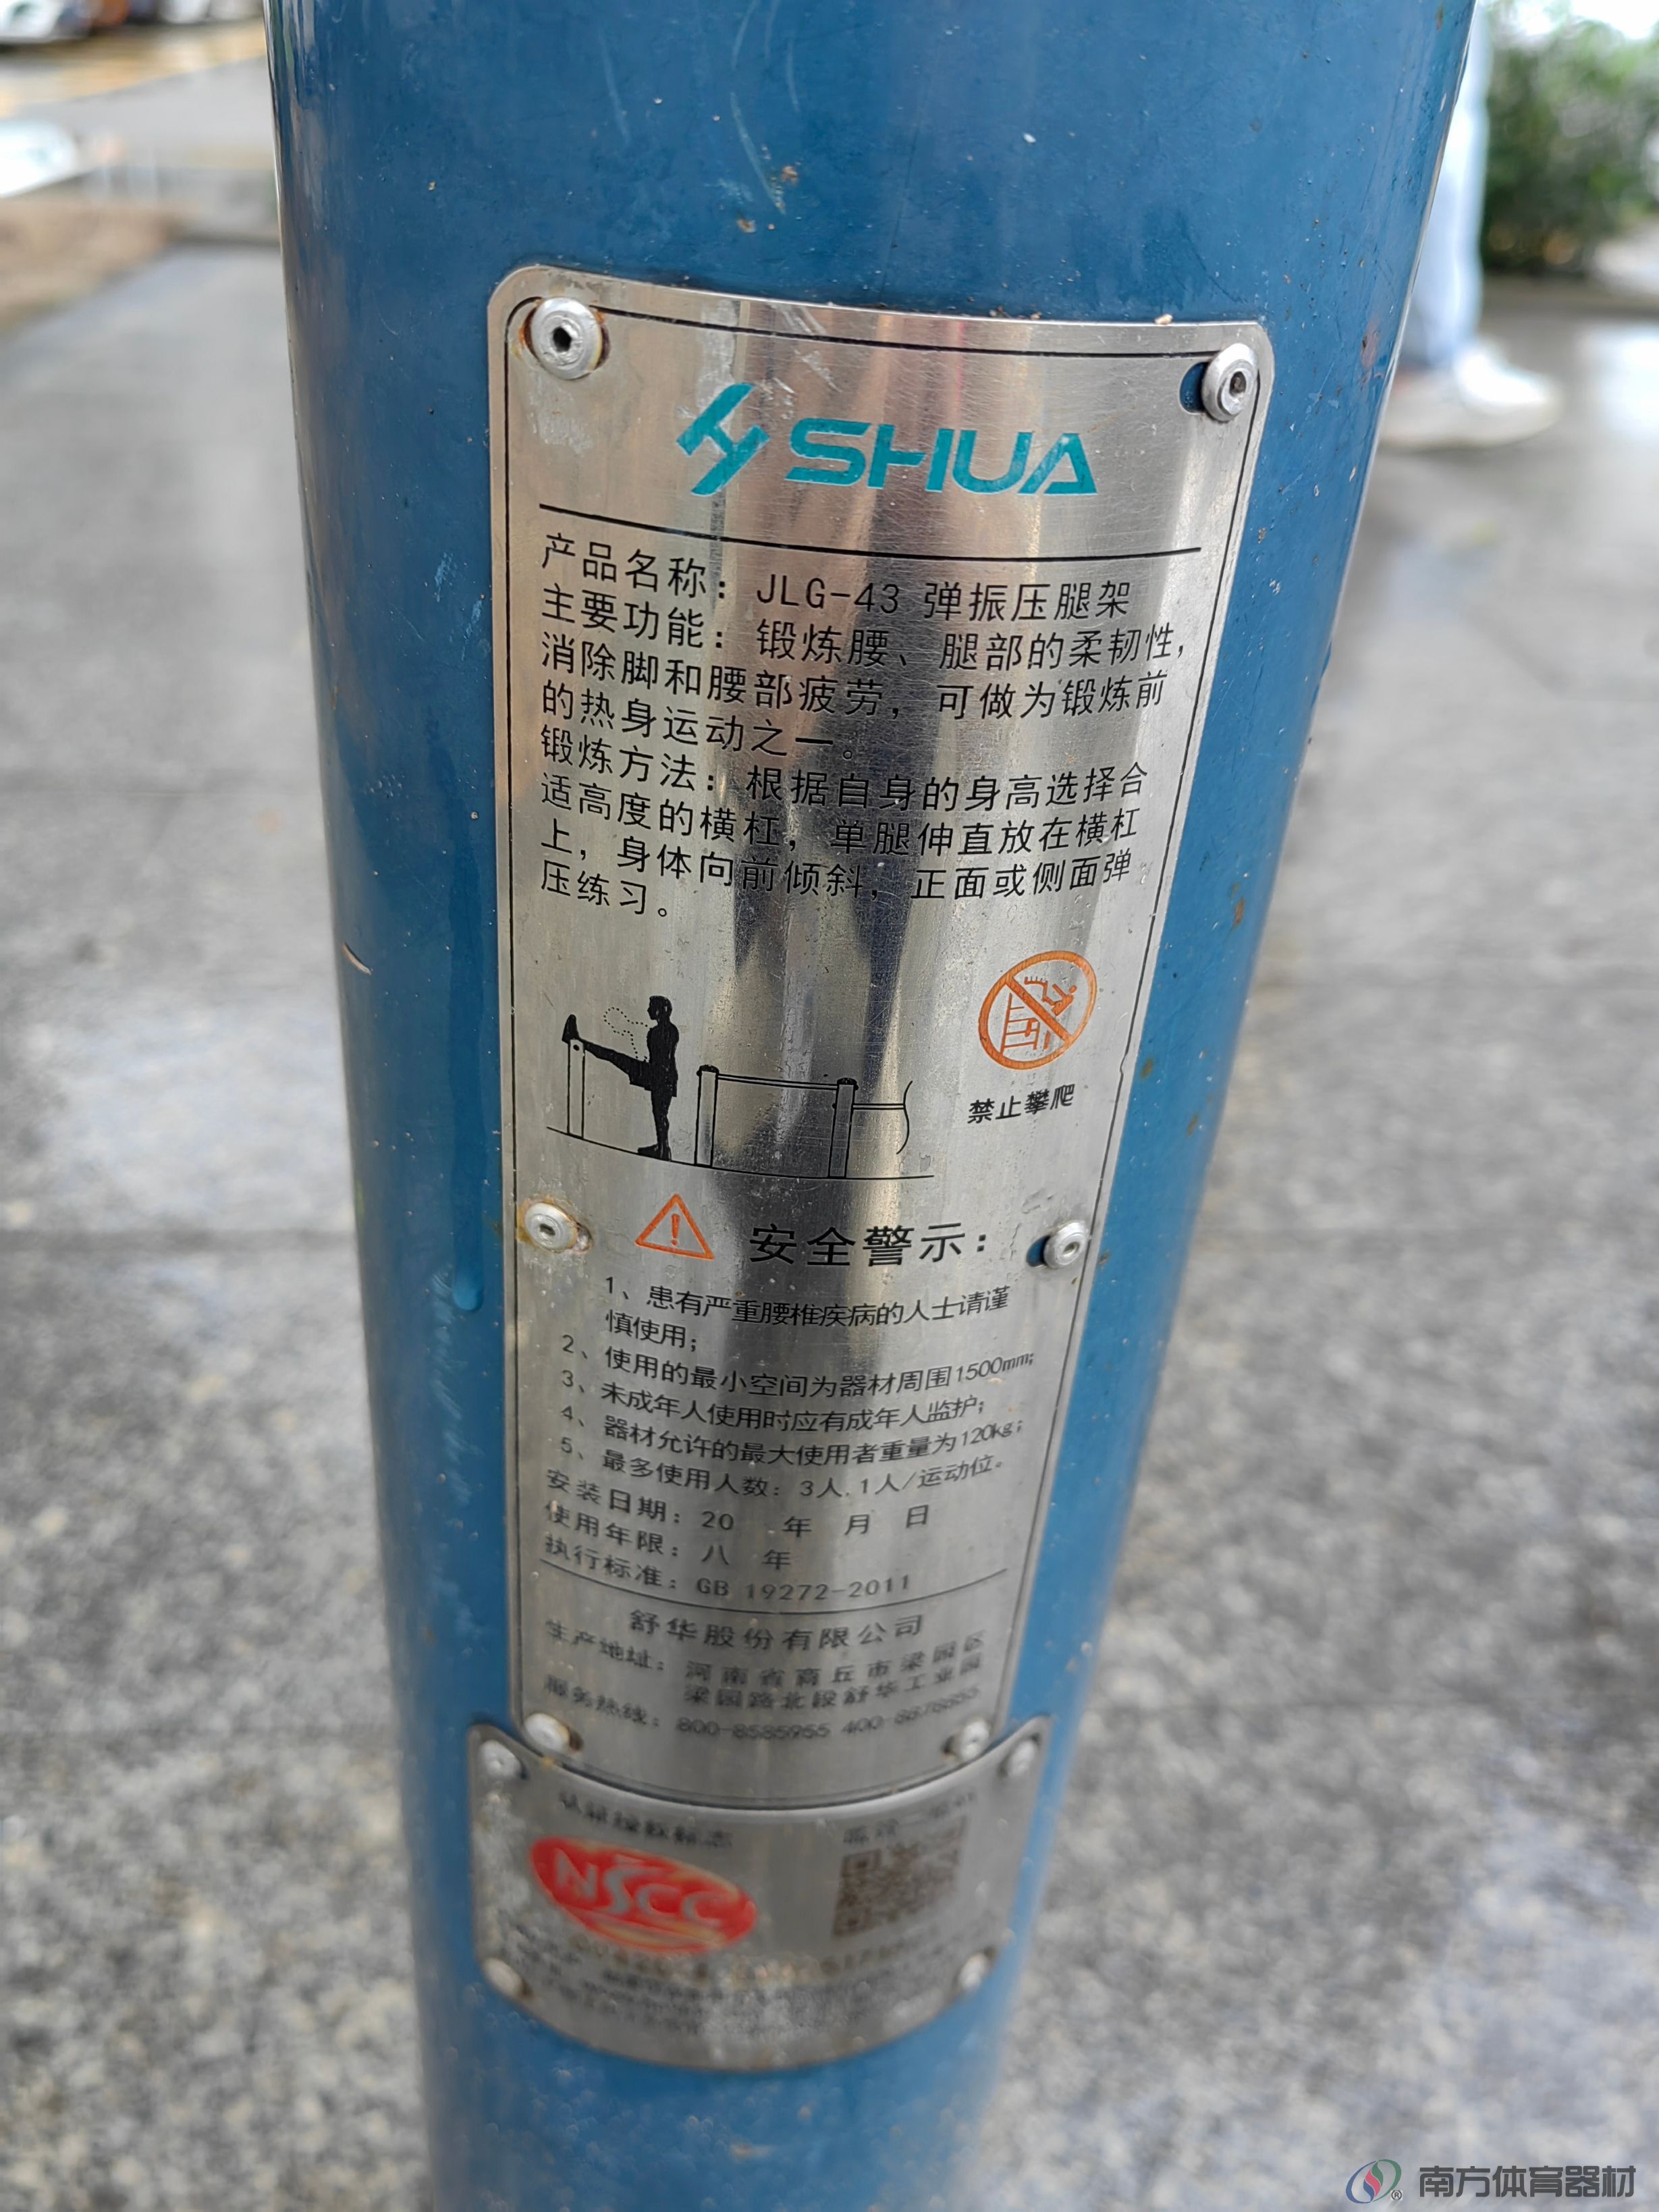 SHUA
产品名称：JLG-43 弹振压腿架
主要功能：锻炼腰、腿部的柔韧性，
消除脚和腰部疲劳，可做为锻炼前
的热身运动之一。
锻炼方法：根据自身的身高选择合
适高度的横杠，单腿伸直放在横杠
上，身体向前倾斜，正面或侧面弹
压练习。
禁止攀爬
安全警示：
1、患有严重腰椎疾病的人士请谨
慎使用；
2、使用的最小空间为器材周围1500mm；
3、未成年人使用时应有成年人监护；
4、器材允许的最大使用者重量为120kg；
5、最多使用人数：3人，1人/运动位。
安装日期：20 年 月 日
使用年限：八 年
执行标准：GB 19272-2011
舒华股份有限公司
生产地址：河南省商丘市梁园区
梁园路北段舒华工业园
服务热线：800-8585955
NSCC
南方体育器材